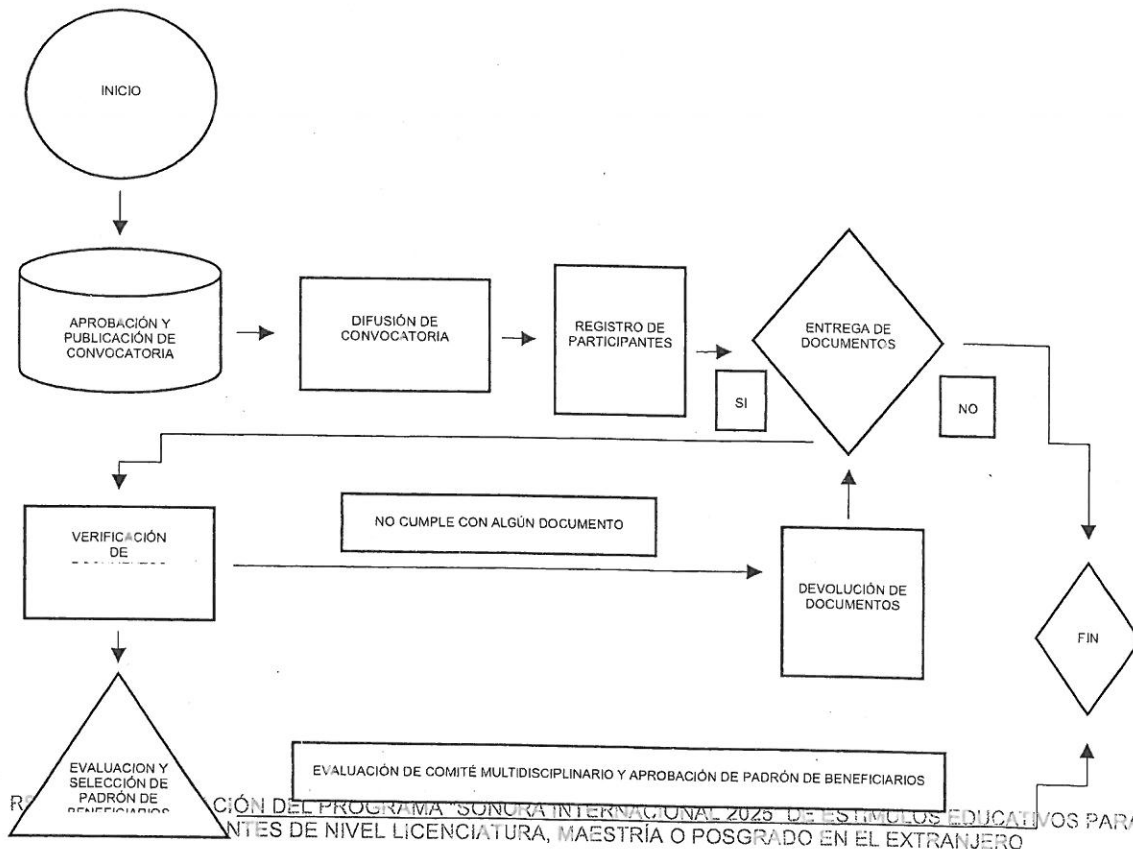 INICIO
APROBACIÓN Y
PUBLICACIÓN DE
CONVOCATORIA
DIFUSIÓN DE
CONVOCATORIA
REGISTRO DE
PARTICIPANTES
ENTREGA DE
DOCUMENTOS
SI
NO
VERIFICACIÓN
DE
NO CUMPLE CON ALGÚN DOCUMENTO
DEVOLUCIÓN DE
DOCUMENTOS
FIN
EVALUACION Y
SELECCIÓN DE
PADRÓN DE
BENEFICIARIOS
EVALUACIÓN DE COMITÉ MULTIDISCIPLINARIO Y APROBACIÓN DE PADRÓN DE BENEFICIARIOS
CIÓN DEL PROGRAMA "SONORA INTERNACIONAL 2025" DE ESTÍMULOS EDUCATIVOS PARA
NTES DE NIVEL LICENCIATURA, MAESTRÍA O POSGRADO EN EL EXTRANJERO